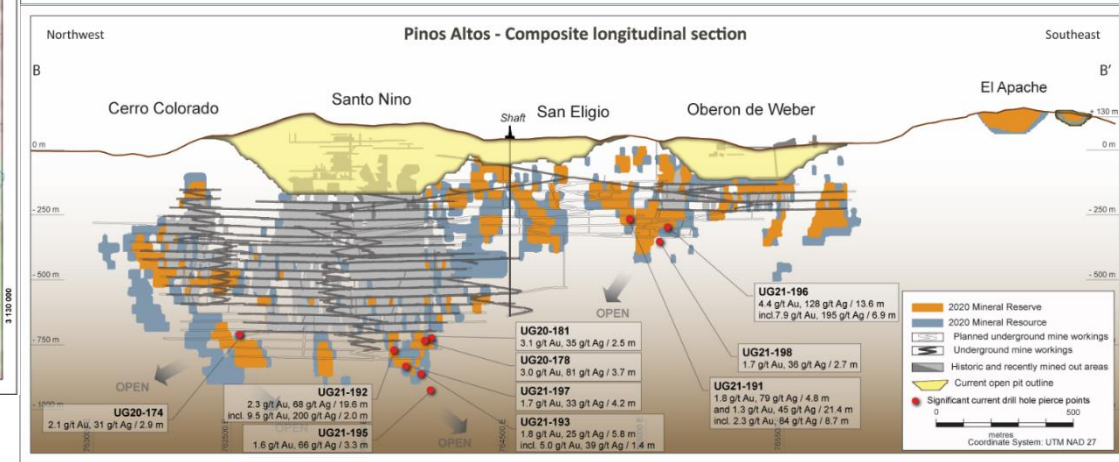 Pinos Altos - Composite longitudinal section
Northwest
Southeast
B
B'
Cerro Colorado
Santo Nino
Shaft
San Eligio
Oberon de Weber
El Apache
+ 130 m
0 m
0 m
- 250 m
- 250 m
- 500 m
- 500 m
- 750 m
- 1000 m
3 130 000
OPEN
OPEN
OPEN
OPEN
UG20-174
2.1 g/t Au, 31 g/t Ag / 2.9 m
UG21-192
2.3 g/t Au, 68 g/t Ag / 19.6 m
incl. 9.5 g/t Au, 200 g/t Ag / 2.0 m
UG21-195
1.6 g/t Au, 66 g/t Ag / 3.3 m
UG20-181
3.1 g/t Au, 35 g/t Ag / 2.5 m
UG20-178
3.0 g/t Au, 81 g/t Ag / 3.7 m
UG21-197
1.7 g/t Au, 33 g/t Ag / 4.2 m
UG21-193
1.8 g/t Au, 25 g/t Ag / 5.8 m
incl. 5.0 g/t Au, 39 g/t Ag / 1.4 m
UG21-196
4.4 g/t Au, 128 g/t Ag / 13.6 m
incl.7.9 g/t Au, 195 g/t Ag / 6.9 m
UG21-198
1.7 g/t Au, 36 g/t Ag / 2.7 m
UG21-191
1.8 g/t Au, 79 g/t Ag / 4.8 m
and 1.3 g/t Au, 45 g/t Ag / 21.4 m
incl. 2.3 g/t Au, 64 g/t Ag / 8.7 m
2020 Mineral Reserve
2020 Mineral Resource
Planned underground mine workings
Underground mine workings
Historic and recently mined out areas
Current open pit outline
Significant current drill hole pierce points
0
500
metres
Coordinate System: UTM NAD 27